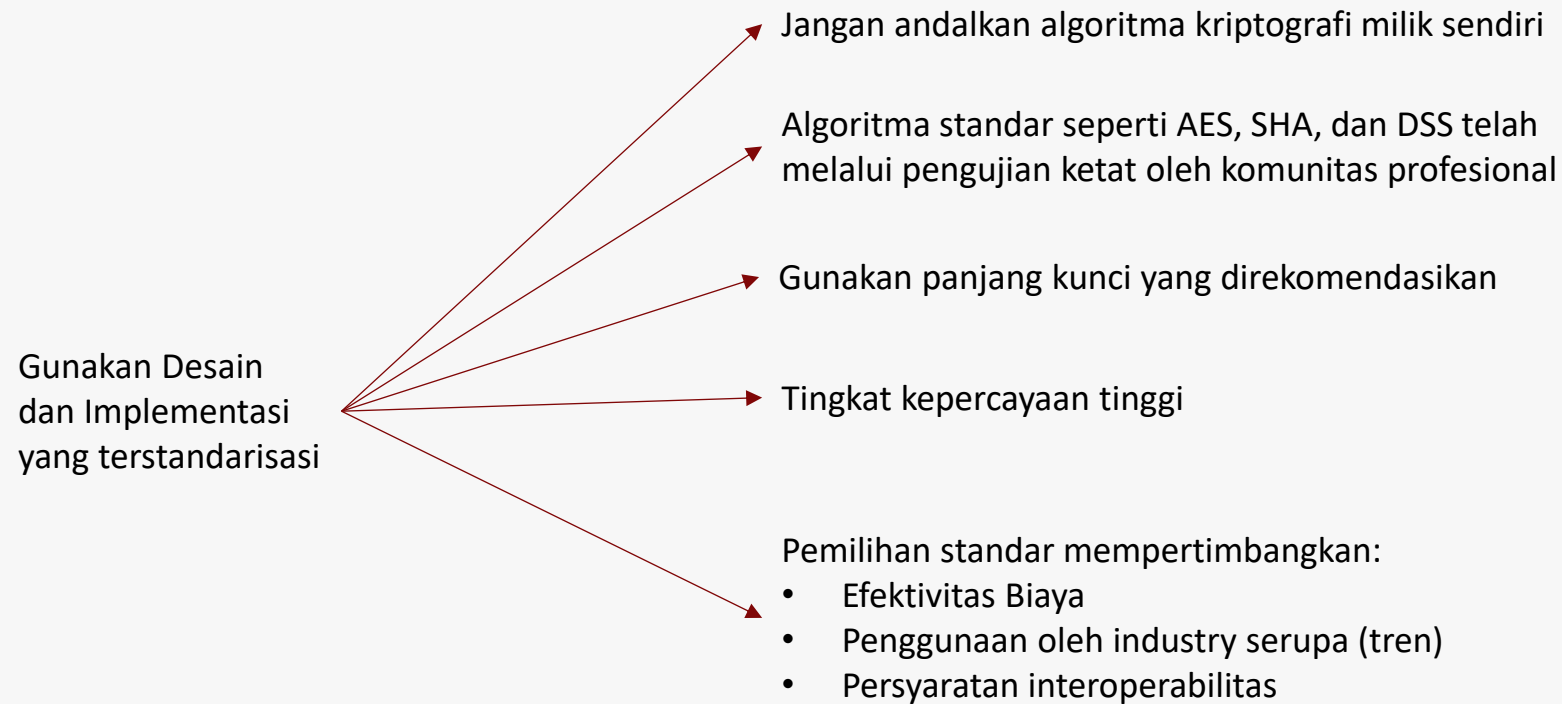 Jangan andalkan algoritma kriptografi milik sendiri
Algoritma standar seperti AES, SHA, dan DSS telah
melalui pengujian ketat oleh komunitas profesional
Gunakan panjang kunci yang direkomendasikan
Gunakan Desain
dan Implementasi
yang terstandarisasi
Tingkat kepercayaan tinggi
Pemilihan standar mempertimbangkan:
• Efektivitas Biaya
• Penggunaan oleh industry serupa (tren)
• Persyaratan interoperabilitas